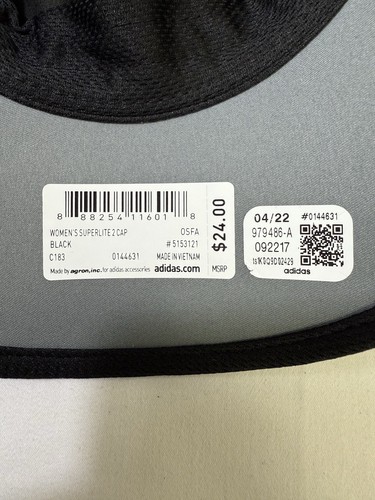 8 88254 11601 8
WOMEN'S SUPERLITE 2 CAP OSFA
BLACK #5153121
C183 0144631 MADE IN VIETNAM
Made by agron, inc. for adidas accessories adidas.com
$24.00
MSRP
04/22 #0144631
979486-A
092217
ts1K0Q9D02429
adidas